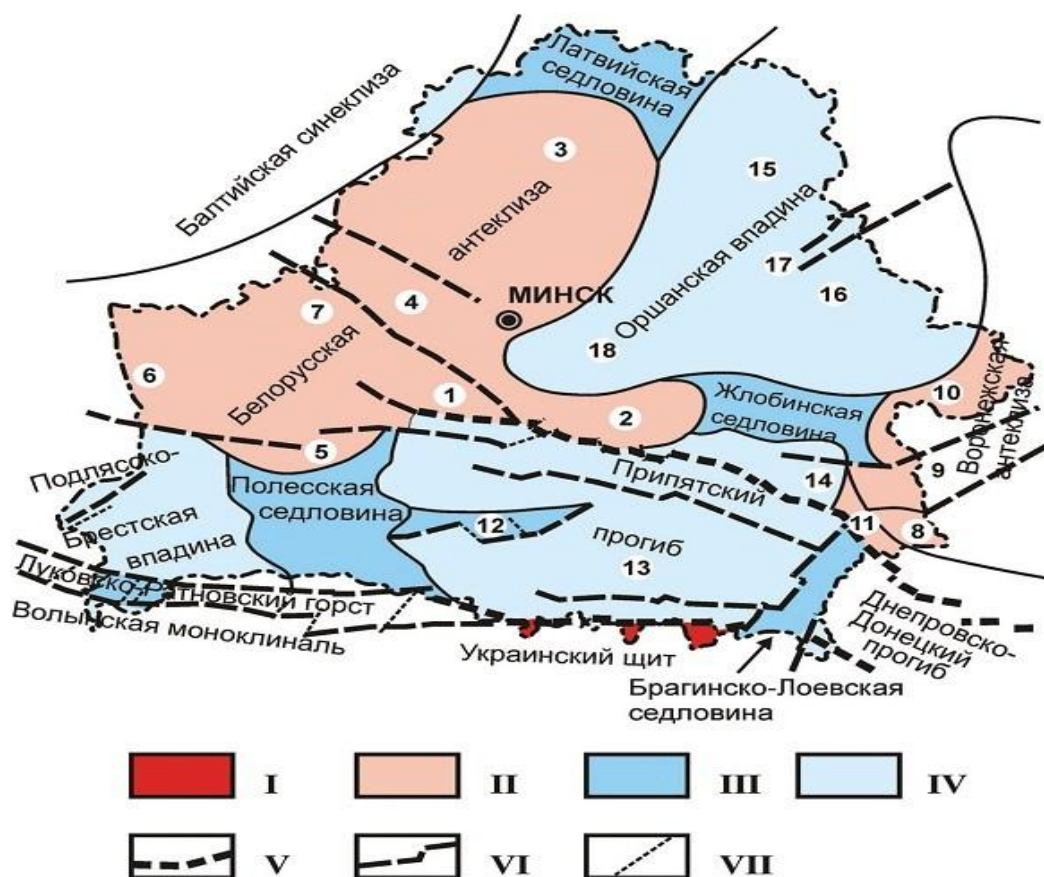 Латвийская
седловина
Балтийская синеклиза
3
15
антеклиза
Оршанская впадина
17
7
4
МИНСК
16
18
6
Белорусская
1
2
Жлобинская
седловина
10
Воронежская
антеклиза
5
9
Подлясско-
Брестская
впадина
Полесская
седловина
Припятский
прогиб
14
12
11
8
13
Луковско-Ратновский горст
Волынская моноклиналь
Украинский щит
Днепровско-
Донецкий
прогиб
Брагинско-Лоевская
седловина
I
II
III
IV
V
VI
VII